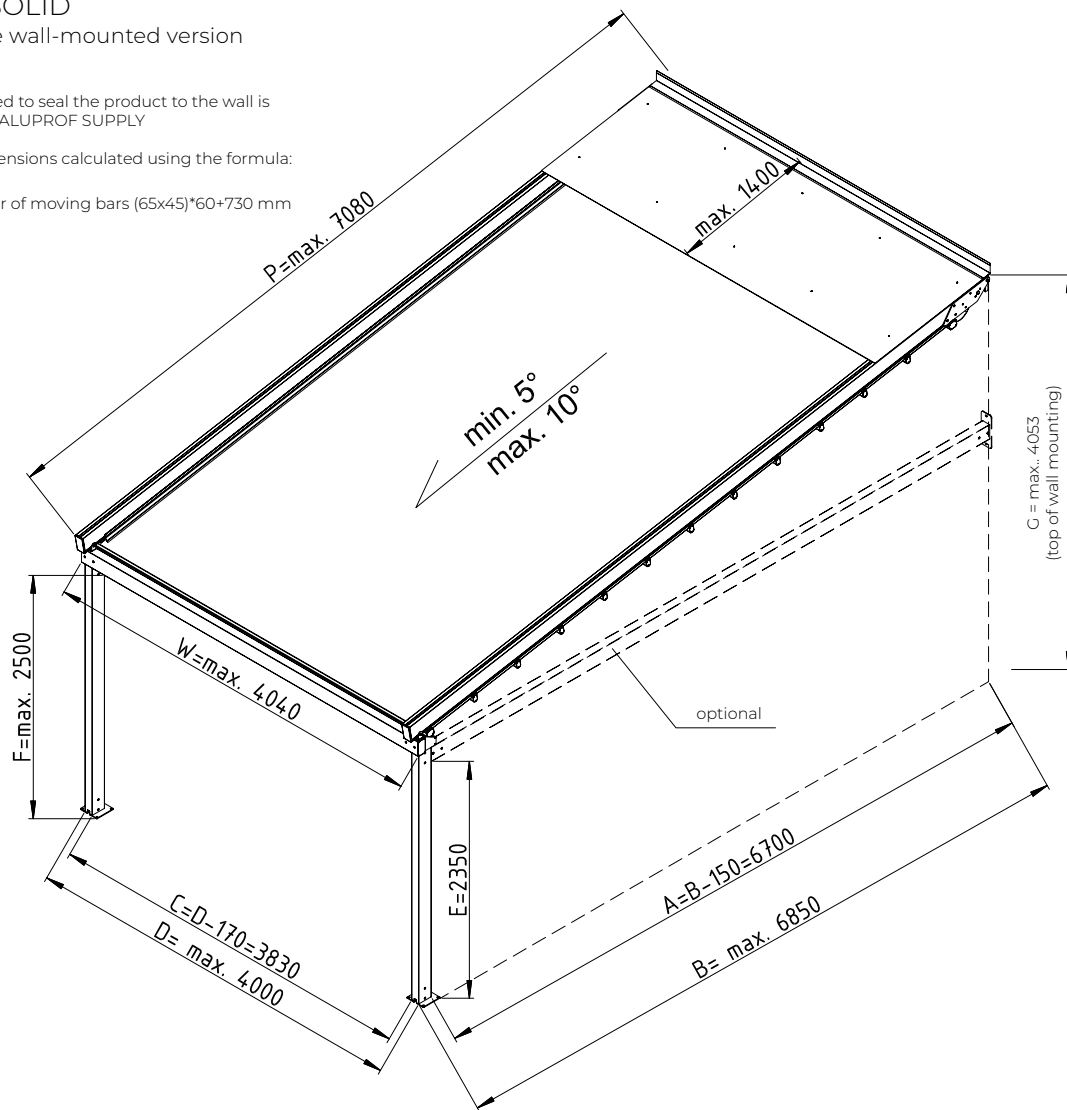 SOLID
wall-mounted version
to seal the product to the wall is
ALUPROF SUPPLY
calculated using the formula:
of moving bars (65x45)*60+730 mm
P=max. 7080
max. 1400
min. 5°
max. 10°
G = max.. 4053
(top of wall mounting)
F=max. 2500
W=max. 4040
optional
E=2350
A=B-150=6700
B= max. 6850
C=D-170=3830
D= max. 4000